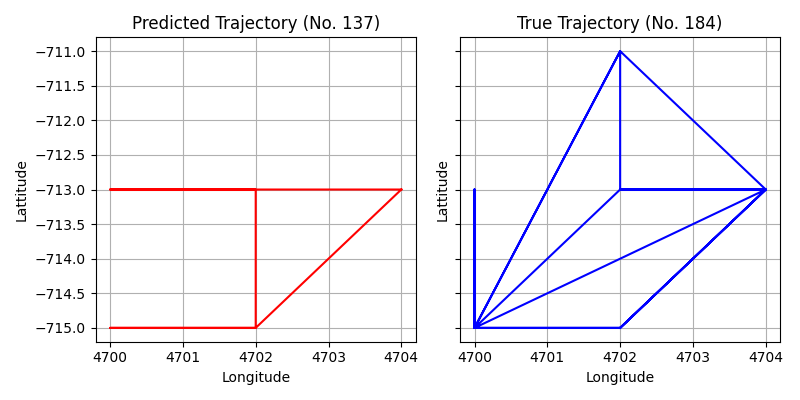 Predicted Trajectory (No. 137)
True Trajectory (No. 184)
−711.0
−711.5
−712.0
−712.5
−713.0
−713.5
−714.0
−714.5
−715.0
Lattitude
Lattitude
4700 4701 4702 4703 4704
4700 4701 4702 4703 4704
Longitude
Longitude